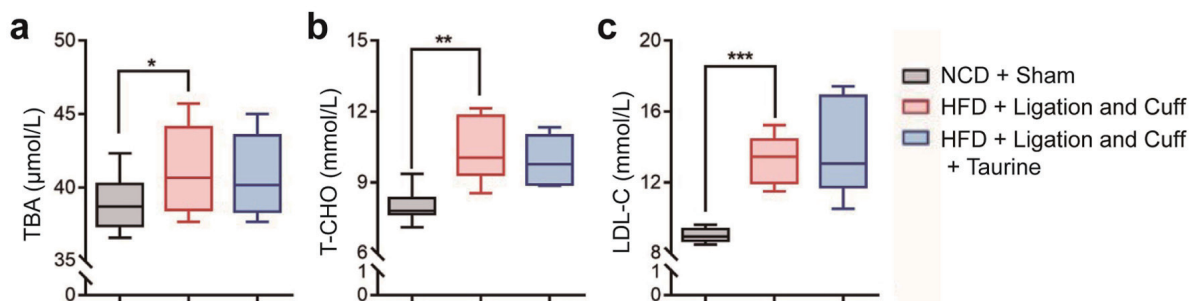 a
50
45
40
35
0
TBA (μmol/L)
*
b
15
12
9
6
1
0
T-CHO (mmol/L)
**
c
20
16
12
8
1
0
LDL-C (mmol/L)
***
NCD + Sham
HFD + Ligation and Cuff
HFD + Ligation and Cuff
+ Taurine